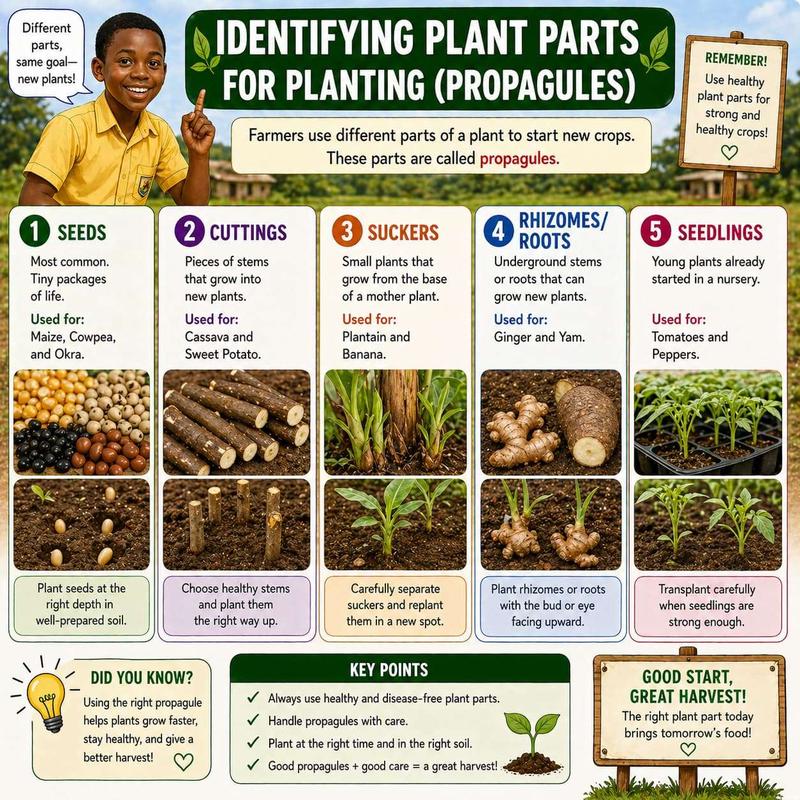 Different
parts,
same goal—
new plants!
IDENTIFYING PLANT PARTS
FOR PLANTING (PROPAGULES)
REMEMBER!
Use healthy
plant parts for
strong and
healthy crops!
Farmers use different parts of a plant to start new crops.
These parts are called propagules.
1 SEEDS
Most common.
Tiny packages
of life.
Used for:
Maize, Cowpea,
and Okra.
Plant seeds at the
right depth in
well-prepared soil.
2 CUTTINGS
Pieces of stems
that grow into
new plants.
Used for:
Cassava and
Sweet Potato.
Choose healthy stems
and plant them
the right way up.
3 SUCKERS
Small plants that
grow from the base
of a mother plant.
Used for:
Plantain and
Banana.
Carefully separate
suckers and replant
them in a new spot.
4 RHIZOMES/
ROOTS
Underground stems
or roots that can
grow new plants.
Used for:
Ginger and Yam.
Plant rhizomes or roots
with the bud or eye
facing upward.
5 SEEDLINGS
Young plants already
started in a nursery.
Used for:
Tomatoes and
Peppers.
Transplant carefully
when seedlings are
strong enough.
DID YOU KNOW?
Using the right propagule
helps plants grow faster,
stay healthy, and give a
better harvest!
KEY POINTS
✓ Always use healthy and disease-free plant parts.
✓ Handle propagules with care.
✓ Plant at the right time and in the right soil.
✓ Good propagules + good care = a great harvest!
GOOD START,
GREAT HARVEST!
The right plant part today
brings tomorrow's food!